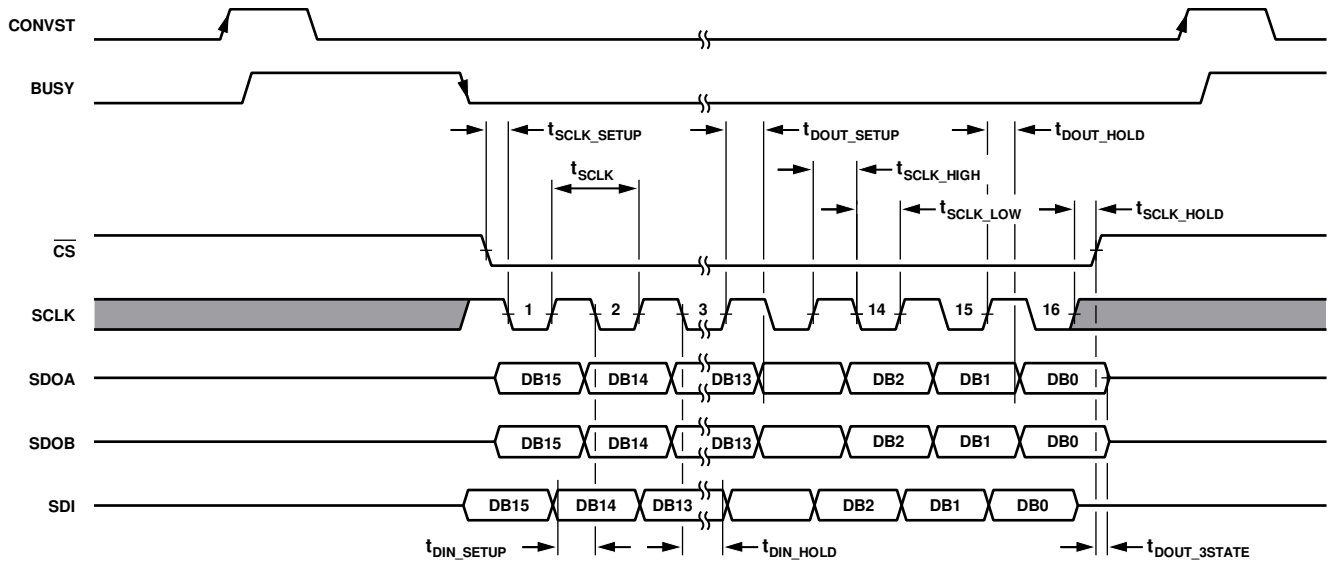 CONVST
BUSY
tSCLK_SETUP
tDOUT_SETUP
tDOUT_HOLD
tSCLK
tSCLK_HIGH
tSCLK_LOW
tSCLK_HOLD
CS
SCLK 1 2 3 14 15 16
SDOA DB15 DB14 DB13 DB2 DB1 DB0
SDOB DB15 DB14 DB13 DB2 DB1 DB0
SDI DB15 DB14 DB13 DB2 DB1 DB0
tDIN_SETUP
tDIN_HOLD
tDOUT_3STATE